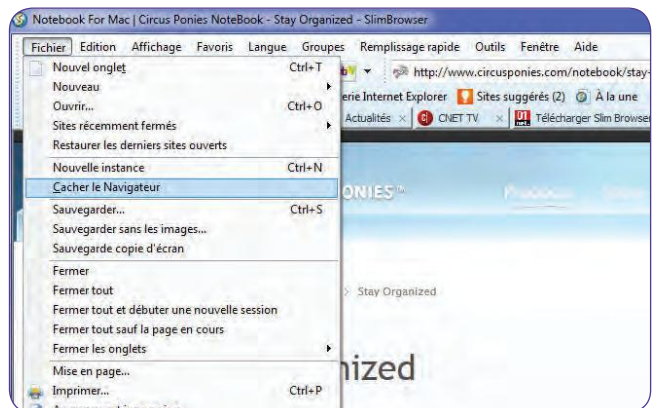 Notebook For Mac | Circus Ponies NoteBook - Stay Organized - SlimBrowser
Fichier Edition Affichage Favoris Langue Groupes Remplissage rapide Outils Fenêtre Aide
Nouvel onglet Ctrl+T
http://www.circusponies.com/notebook/stay-
Nouveau
erie Internet Explorer Sites suggérés (2) À la une
Ouvrir... Ctrl+O
Sites récemment fermés
Actualités × CNET TV × Télécharger Slim Browser
Restaurer les derniers sites ouverts
Nouvelle instance Ctrl+N
Cacher le Navigateur
ONIES™
Sauvegarder... Ctrl+S
Sauvegarder sans les images...
Sauvegarde copie d'écran
Fermer
Fermer tout
> Stay Organized
Fermer tout et débuter une nouvelle session
Fermer tout sauf la page en cours
Fermer les onglets
Mise en page...
nized
Imprimer... Ctrl+P